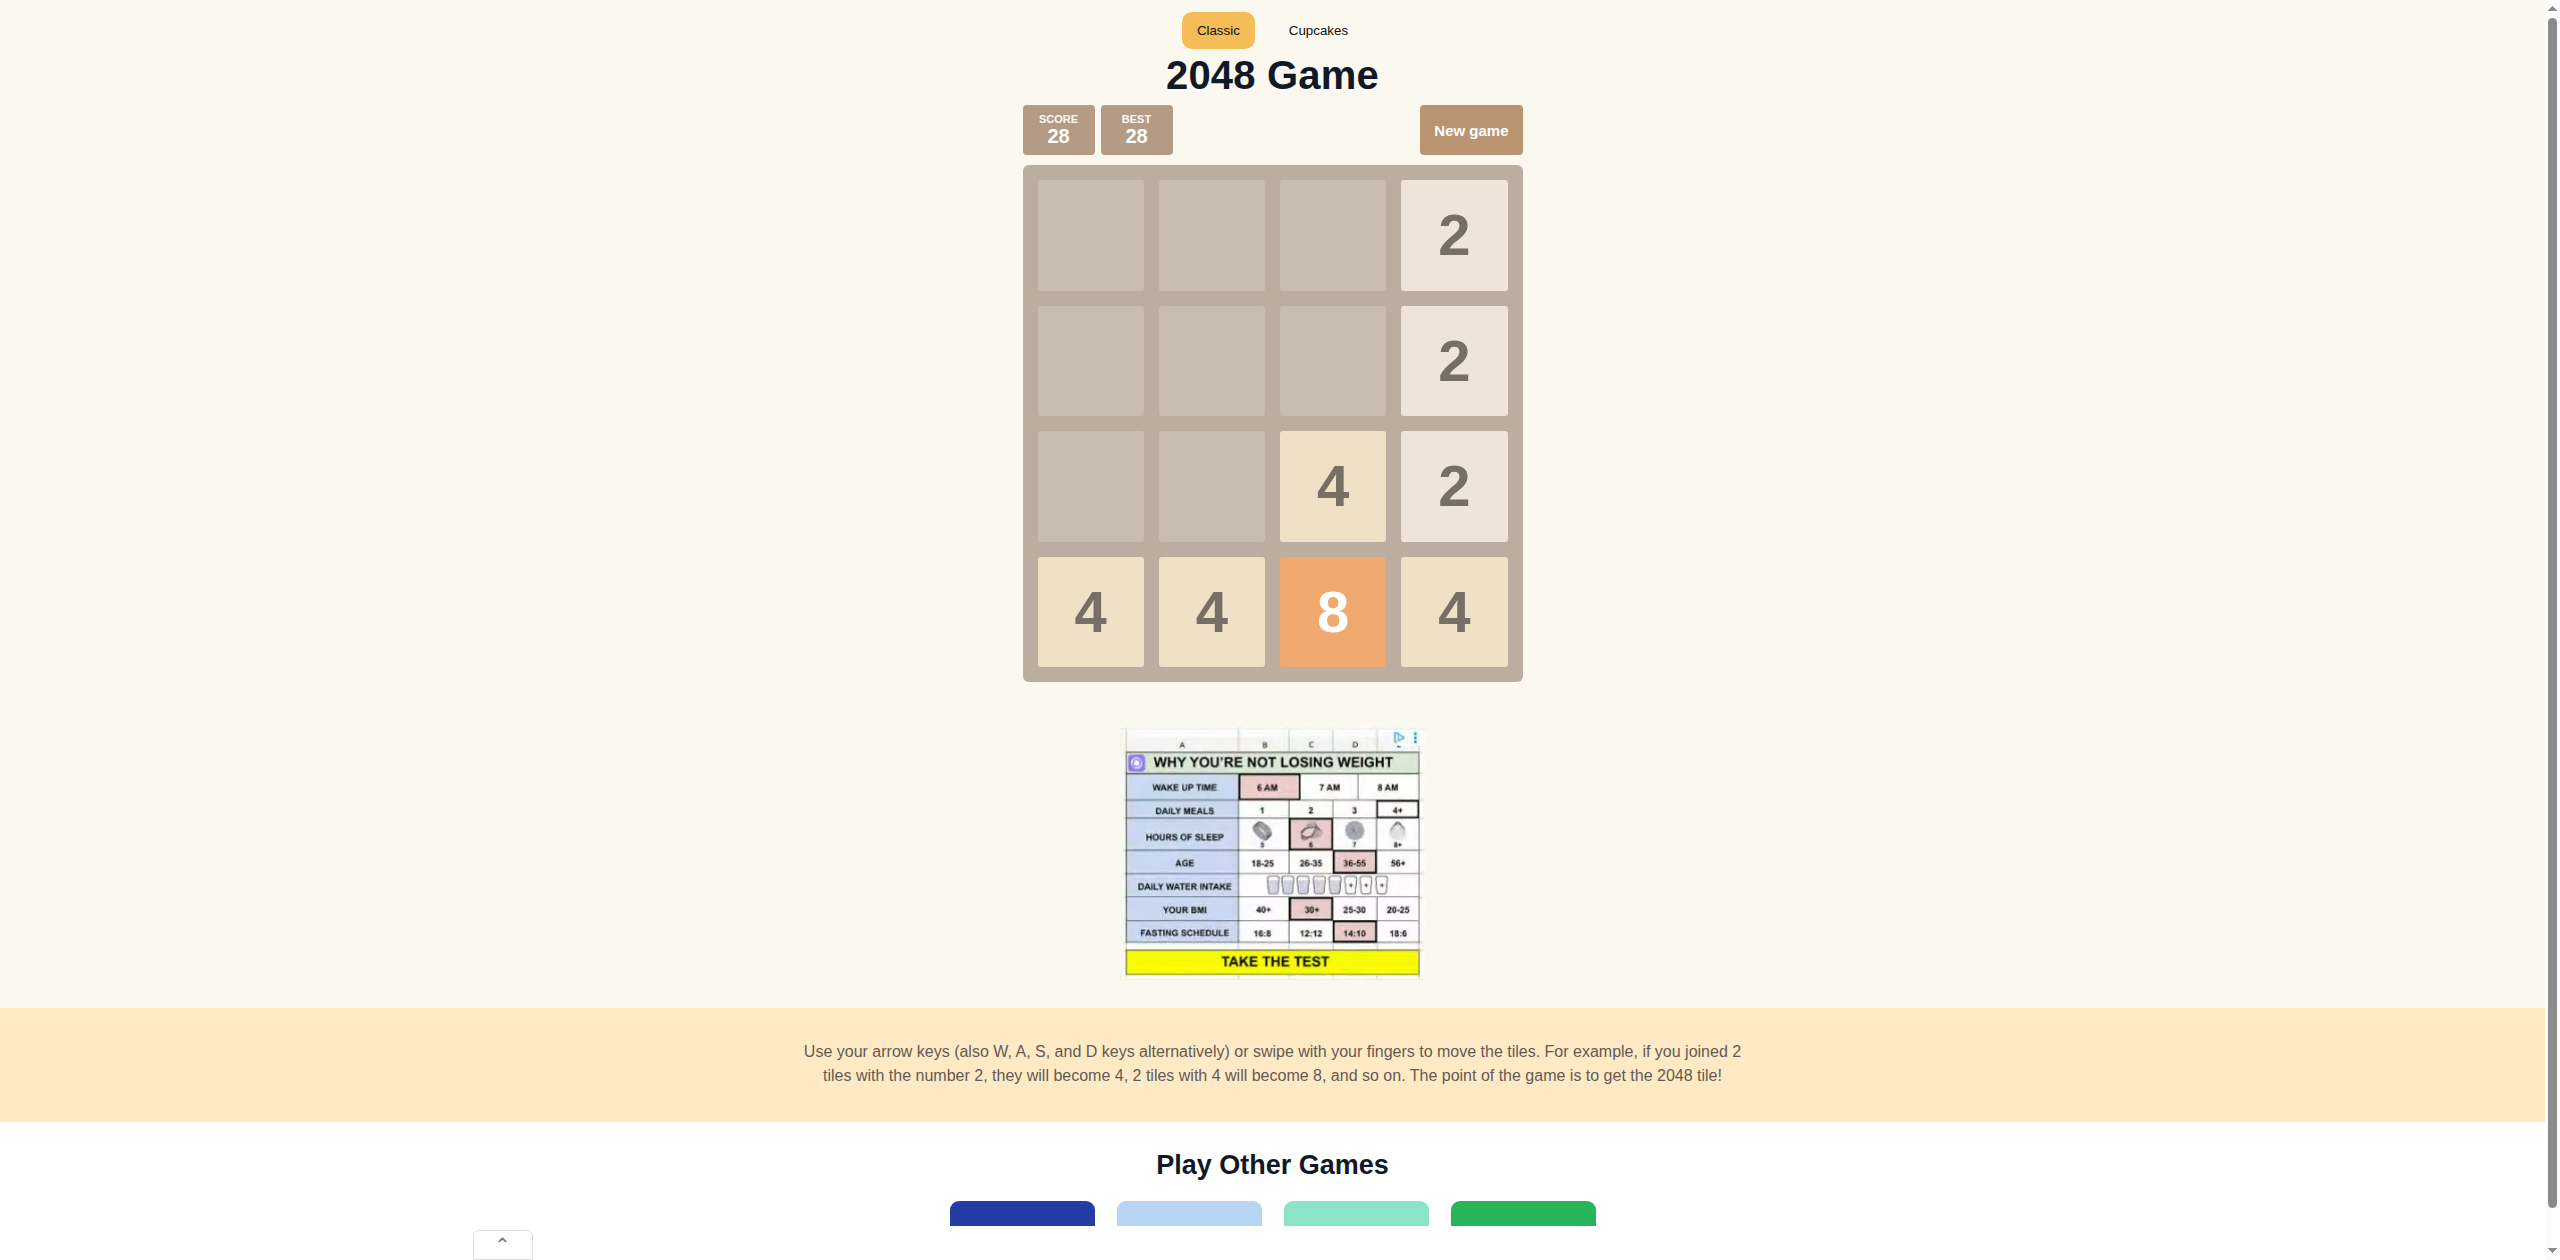 Classic Cupcakes
2048 Game
SCORE BEST
28 28
New game
2
2
4 2
4 4 8 4
A B C D
WHY YOU'RE NOT LOSING WEIGHT
WAKE UP TIME 6 AM 7 AM 8 AM
DAILY MEALS 1 2 3 4+
HOURS OF SLEEP 5 6 7 8+
AGE 18-25 26-35 36-55 56+
DAILY WATER INTAKE + + +
YOUR BMI 40+ 30+ 25-30 20-25
FASTING SCHEDULE 16:8 12:12 14:10 18:6
TAKE THE TEST
Use your arrow keys (also W, A, S, and D keys alternatively) or swipe with your fingers to move the tiles. For example, if you joined 2
tiles with the number 2, they will become 4, 2 tiles with 4 will become 8, and so on. The point of the game is to get the 2048 tile!
Play Other Games